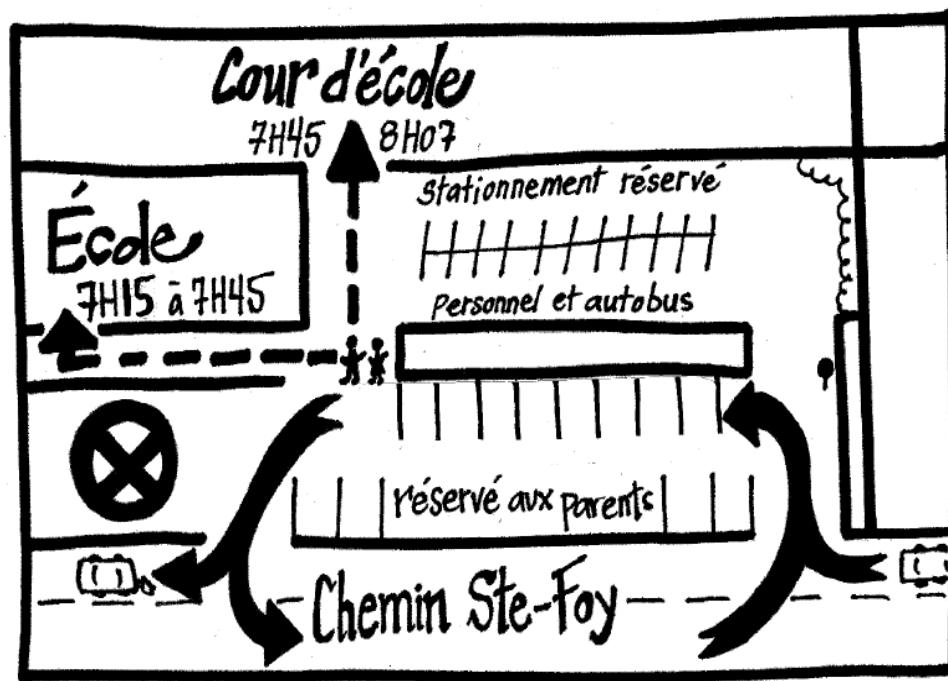 Cour d'école
7H45 8H07
Stationnement réservé
École
7H15 à 7H45
Personnel et autobus
réservé aux parents
Chemin Ste-Foy